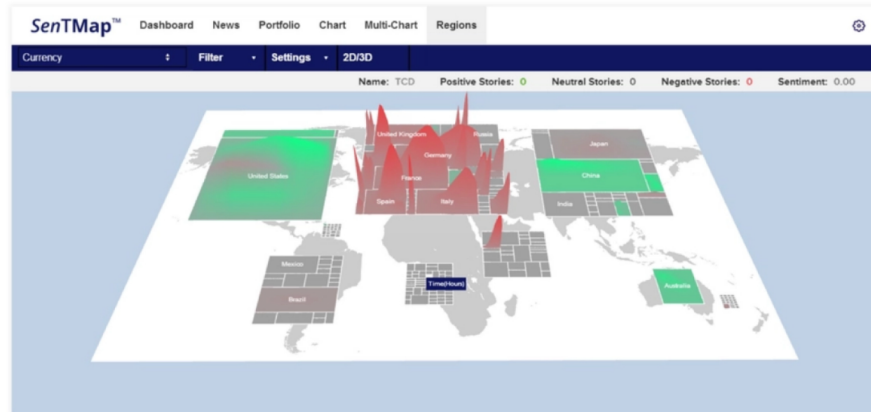 SenTMap™ Dashboard News Portfolio Chart Multi-Chart Regions
Currency Filter Settings 2D/3D
Name: TCD Positive Stories: 0 Neutral Stories: 0 Negative Stories: 0 Sentiment: 0.00
United Kingdom Russia
Japan
Germany
United States France China
Spain Italy India
Mexico
Time(Hours) Australia
Brazil